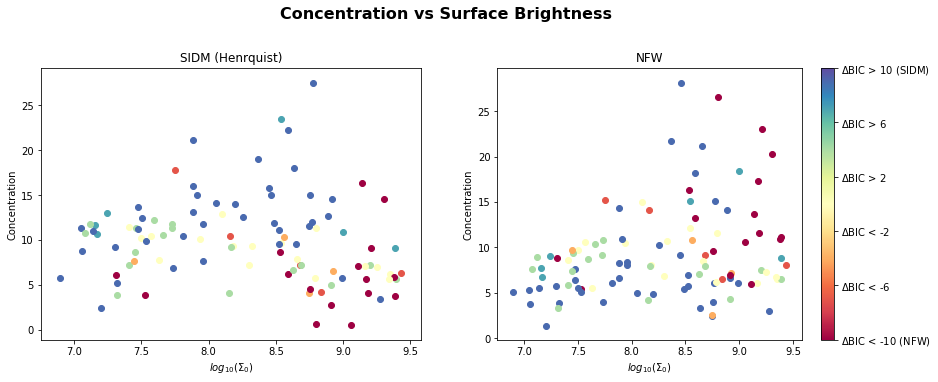 Concentration vs Surface Brightness
SIDM (Henrquist)
NFW
Concentration
25
20
15
10
5
0
7.0 7.5 8.0 8.5 9.0 9.5
log10(Σ0)
Concentration
30
25
20
15
10
5
0
7.0 7.5 8.0 8.5 9.0 9.5
log10(Σ0)
ΔBIC > 10 (SIDM)
ΔBIC > 6
ΔBIC > 2
ΔBIC < -2
ΔBIC < -6
ΔBIC < -10 (NFW)